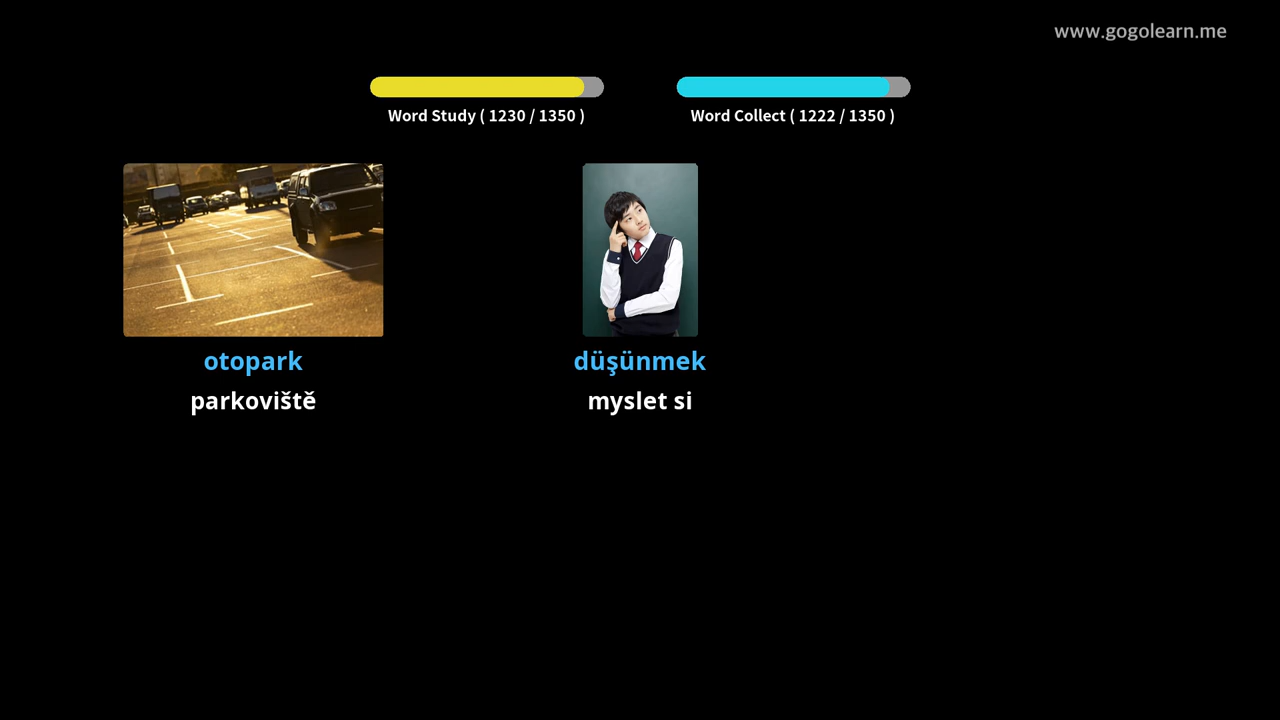 www.gogolearn.me
Word Study ( 1230 / 1350 )
Word Collect ( 1222 / 1350 )
otopark
parkoviště
düşünmek
myslet si